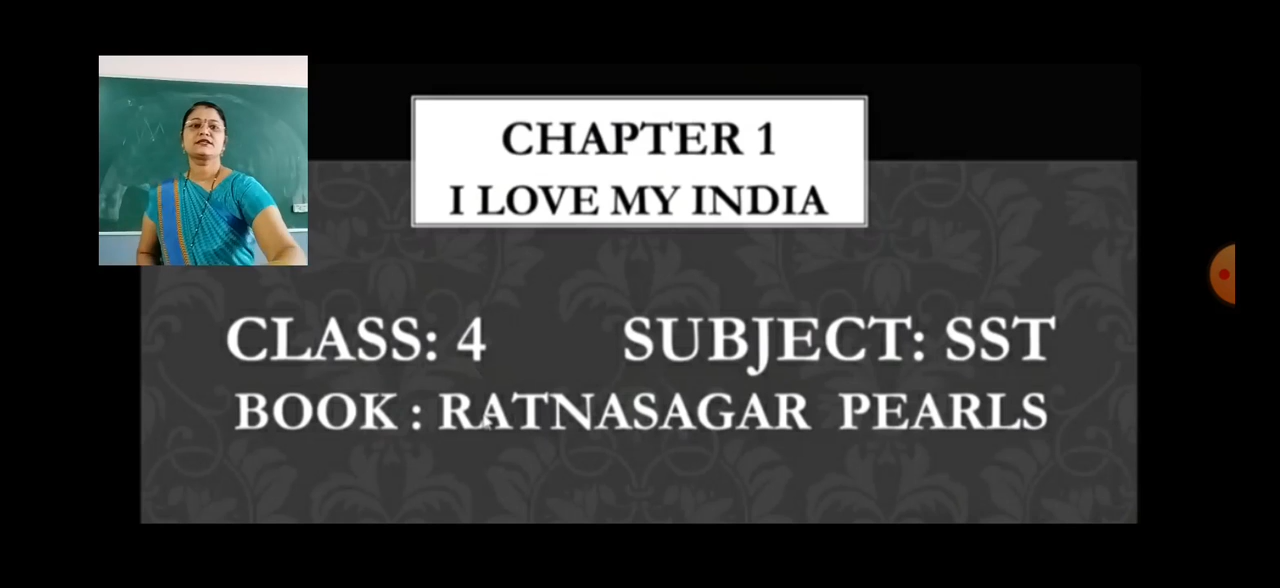 CHAPTER 1
I LOVE MY INDIA
CLASS: 4 SUBJECT: SST
BOOK : RATNASAGAR PEARLS